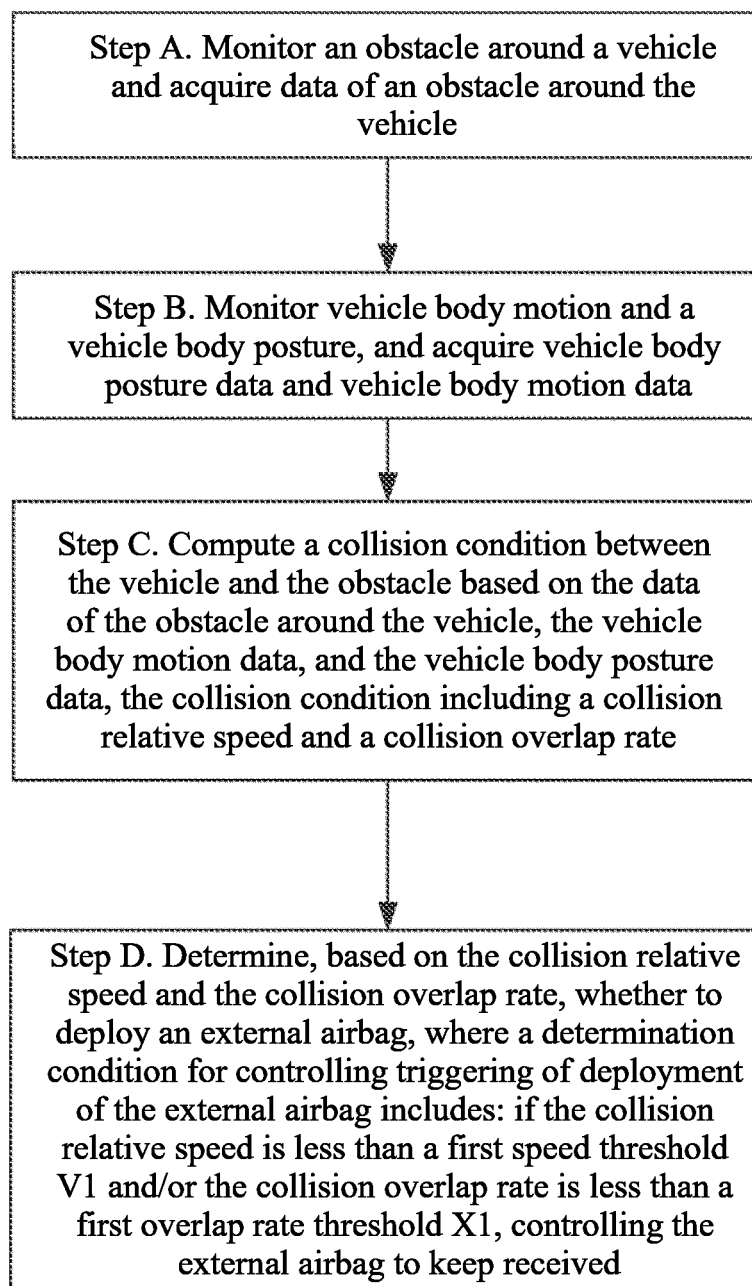 Step A. Monitor an obstacle around a vehicle
and acquire data of an obstacle around the
vehicle
Step B. Monitor vehicle body motion and a
vehicle body posture, and acquire vehicle body
posture data and vehicle body motion data
Step C. Compute a collision condition between
the vehicle and the obstacle based on the data
of the obstacle around the vehicle, the vehicle
body motion data, and the vehicle body posture
data, the collision condition including a collision
relative speed and a collision overlap rate
Step D. Determine, based on the collision relative
speed and the collision overlap rate, whether to
deploy an external airbag, where a determination
condition for controlling triggering of deployment
of the external airbag includes: if the collision
relative speed is less than a first speed threshold
V1 and/or the collision overlap rate is less than a
first overlap rate threshold X1, controlling the
external airbag to keep received